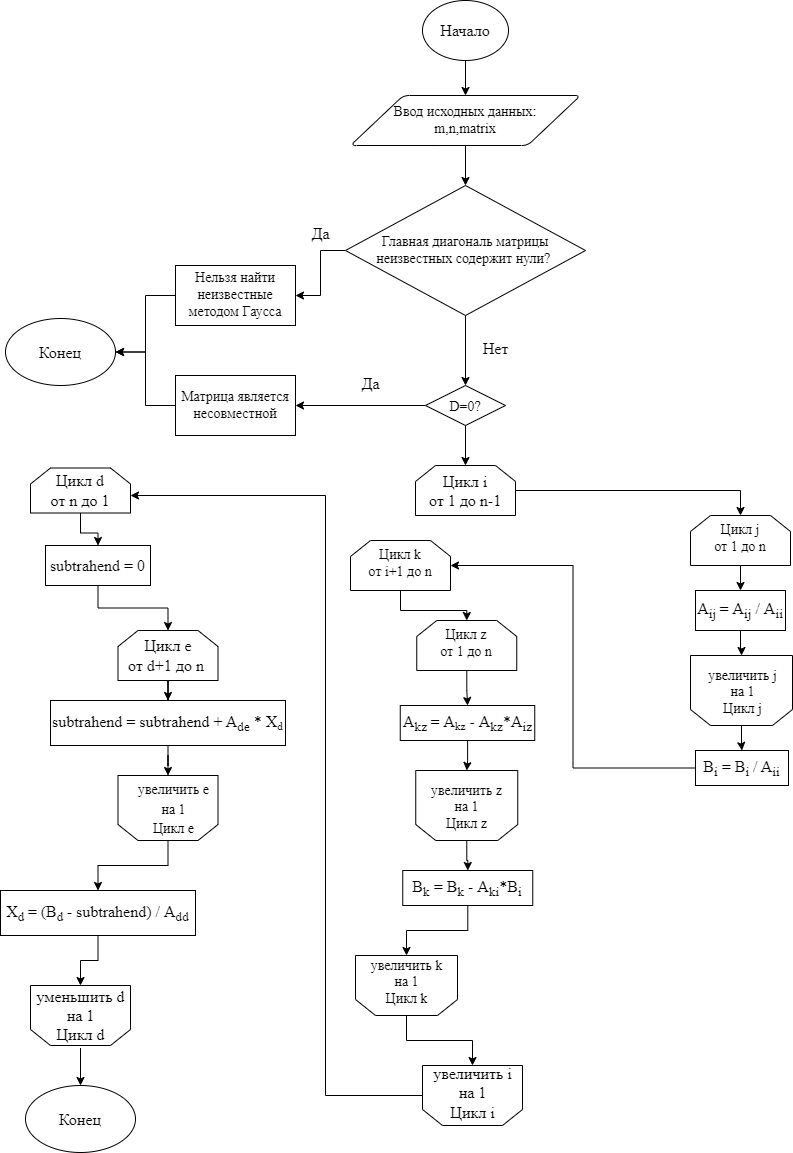 Начало
Ввод исходных данных:
m,n,matrix
Главная диагональ матрицы
неизвестных содержит нули?
Да
Нельзя найти
неизвестные
методом Гаусса
Конец
Нет
D=0?
Да
Матрица является
несовместной
Цикл i
от 1 до n-1
Цикл j
от 1 до n
Aij = Aij / Aii
увеличить j
на 1
Цикл j
Bi = Bi / Aii
Цикл k
от i+1 до n
Цикл z
от 1 до n
Akz = Akz - Akz*Aiz
увеличить z
на 1
Цикл z
Bk = Bk - Aki*Bi
увеличить k
на 1
Цикл k
увеличить i
на 1
Цикл i
Цикл d
от n до 1
subtrahend = 0
Цикл e
от d+1 до n
subtrahend = subtrahend + Ade * Xd
увеличить e
на 1
Цикл e
Xd = (Bd - subtrahend) / Add
уменьшить d
на 1
Цикл d
Конец